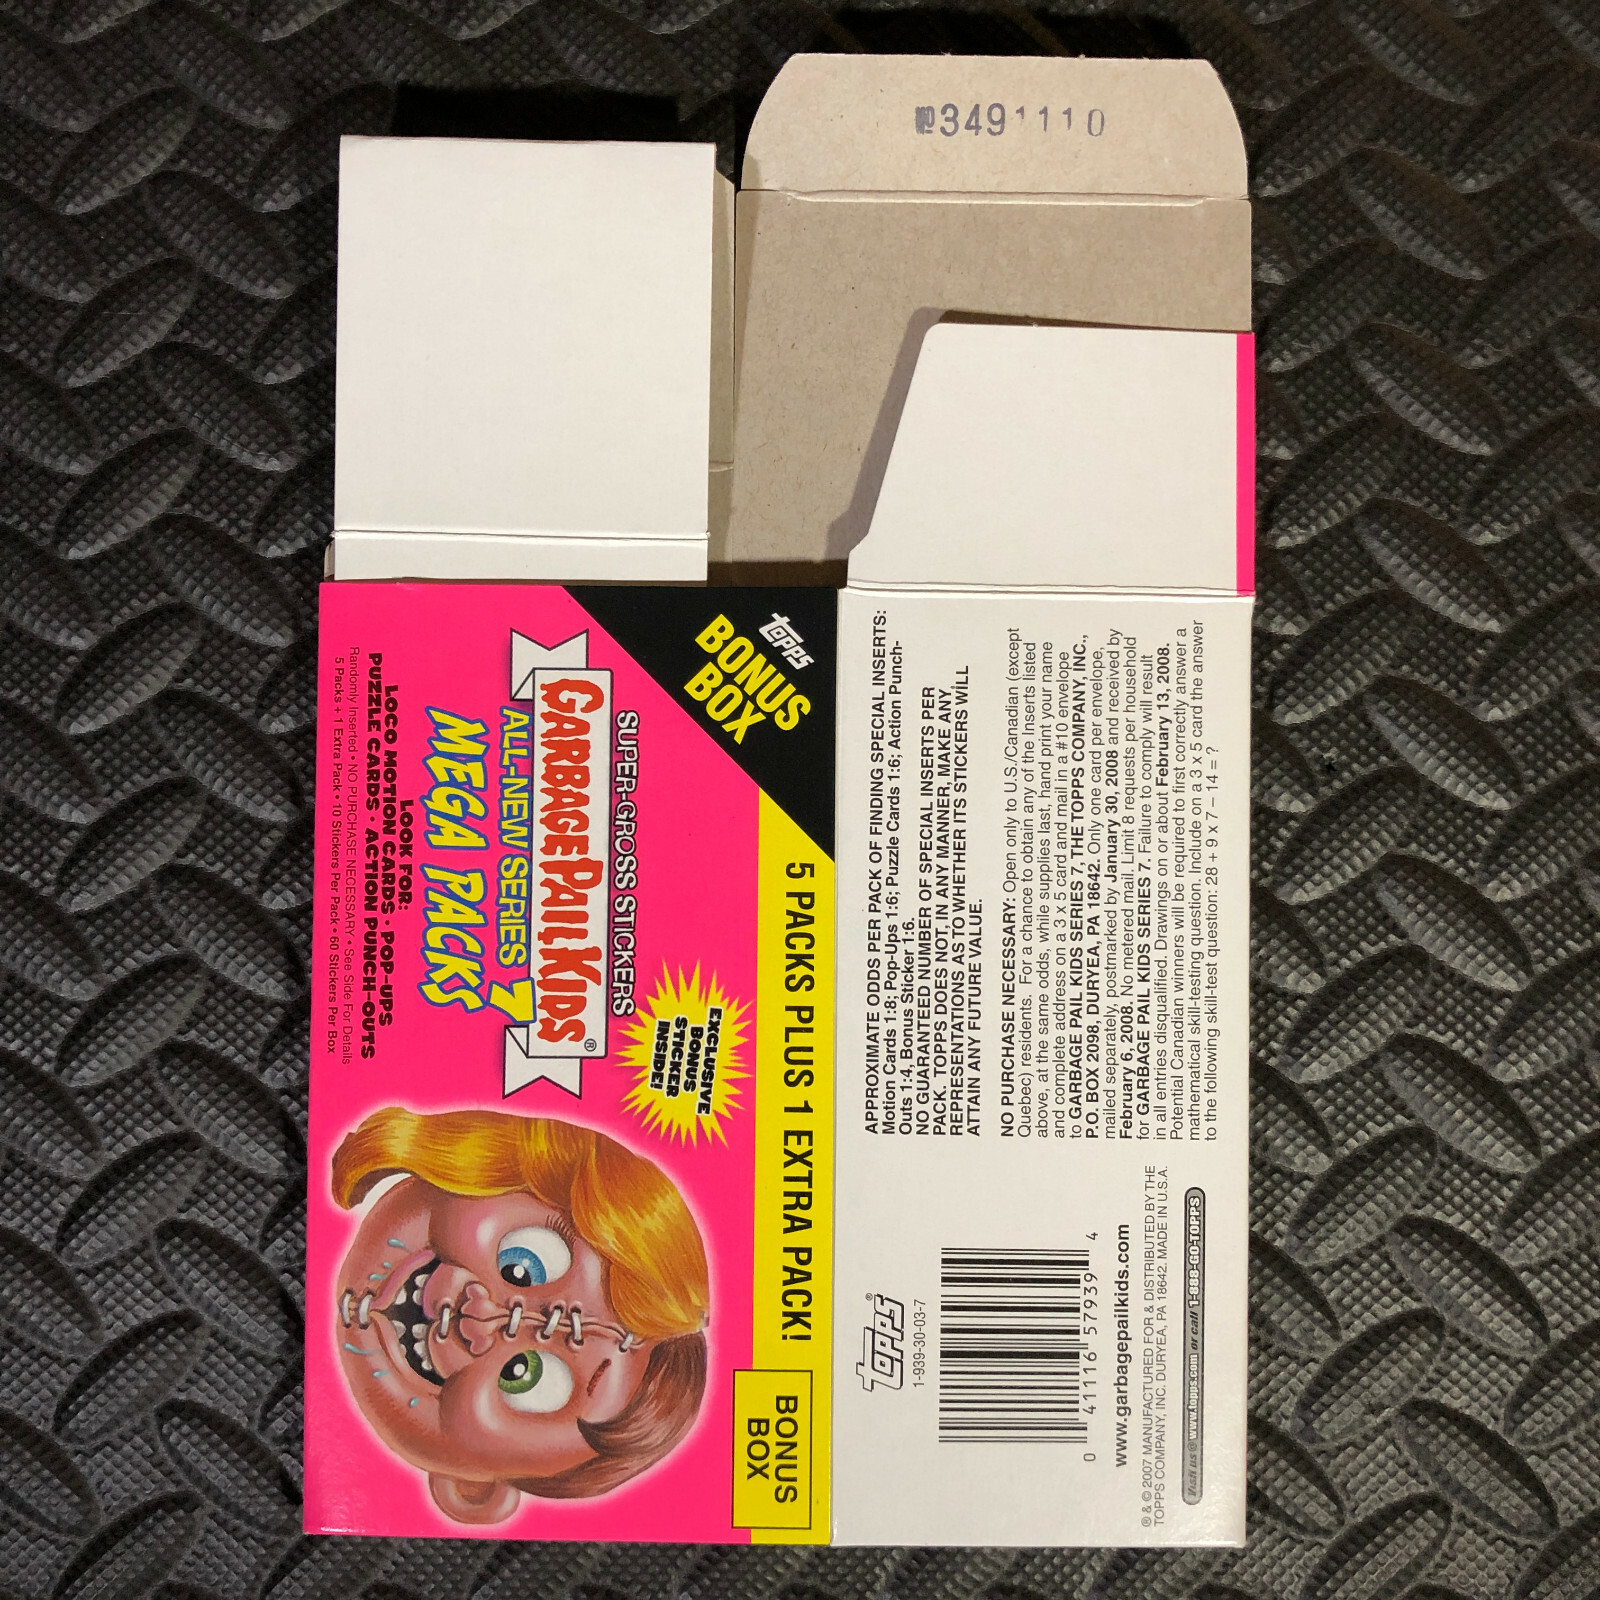 3491110
TOPPS
BONUS
BOX
5 PACKS PLUS 1 EXTRA PACK!
BONUS
BOX
SUPER-GROSS STICKERS
GARBAGE PAIL KIDS®
ALL-NEW SERIES 7
MEGA PACKS
EXCLUSIVE
BONUS
STICKER
INSIDE!
LOOK FOR:
LOCO MOTION CARDS • POP-UPS
PUZZLE CARDS • ACTION PUNCH-OUTS
Randomly Inserted • NO PURCHASE NECESSARY • See Side For Details
5 Packs + 1 Extra Pack • 10 Stickers Per Pack • 60 Stickers Per Box
APPROXIMATE ODDS PER PACK OF FINDING SPECIAL INSERTS:
Motion Cards 1:8; Pop-Ups 1:6; Puzzle Cards 1:6; Action Punch-
Outs 1:4, Bonus Sticker 1:6.
NO GUARANTEED NUMBER OF SPECIAL INSERTS PER
PACK. TOPPS DOES NOT, IN ANY MANNER, MAKE ANY
REPRESENTATIONS AS TO WHETHER ITS STICKERS WILL
ATTAIN ANY FUTURE VALUE.
NO PURCHASE NECESSARY: Open only to U.S./Canadian (except
Quebec) residents. For a chance to obtain any of the Inserts listed
above, at the same odds, while supplies last, hand print your name
and complete address on a 3 x 5 card and mail in a #10 envelope
to GARBAGE PAIL KIDS SERIES 7, THE TOPPS COMPANY, INC.,
P.O. BOX 2098, DURYEA, PA 18642. Only one card per envelope,
mailed separately, postmarked by January 30, 2008 and received by
February 6, 2008. No metered mail. Limit 8 requests per household
for GARBAGE PAIL KIDS SERIES 7. Failure to comply will result
in all entries disqualified. Drawings on or about February 13, 2008.
Potential Canadian winners will be required to first correctly answer a
mathematical skill-testing question. Include on a 3 x 5 card the answer
to the following skill-test question: 28 + 9 x 7 – 14 = ?
TOPPS®
1-939-30-03-7
0 41116 57939 4
www.garbagepailkids.com
® & © 2007 MANUFACTURED FOR & DISTRIBUTED BY THE
TOPPS COMPANY, INC. DURYEA, PA 18642. MADE IN U.S.A.
Visit us @ www.topps.com or call 1-888-GO-TOPPS